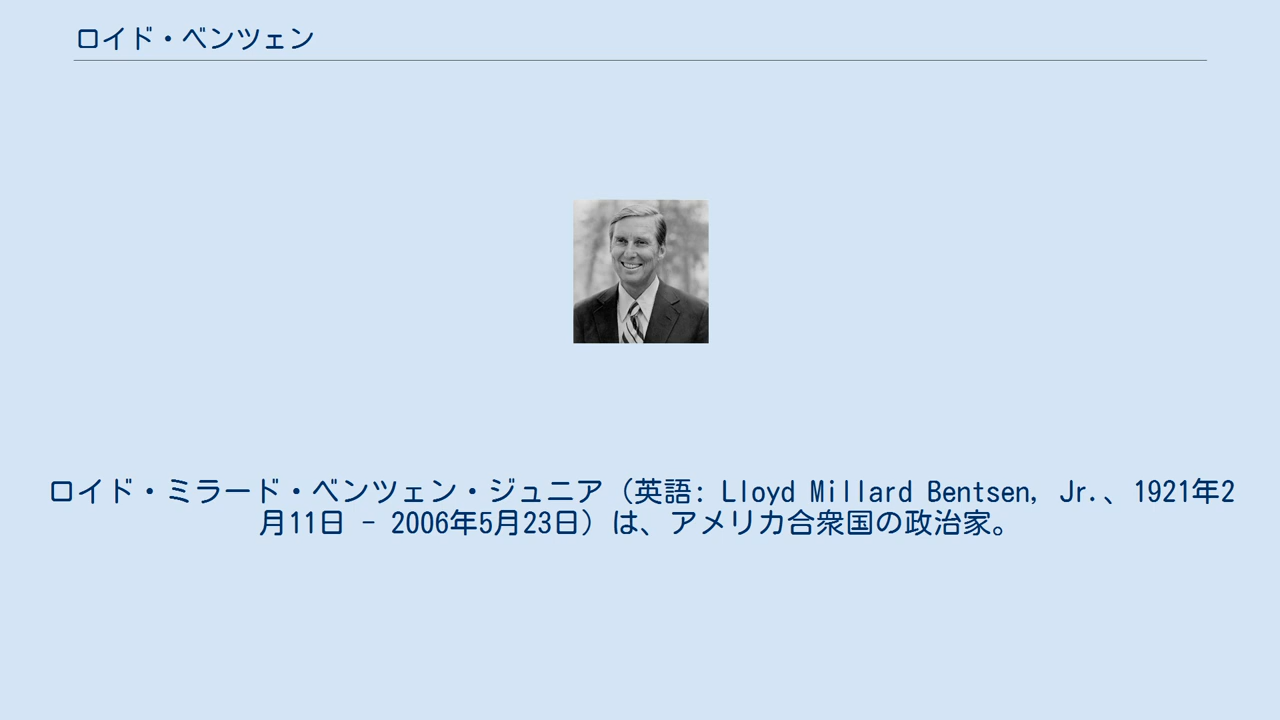 ロイド・ベンツェン
ロイド・ミラード・ベンツェン・ジュニア（英語: Lloyd Millard Bentsen, Jr.、1921年2
月11日 - 2006年5月23日）は、アメリカ合衆国の政治家。